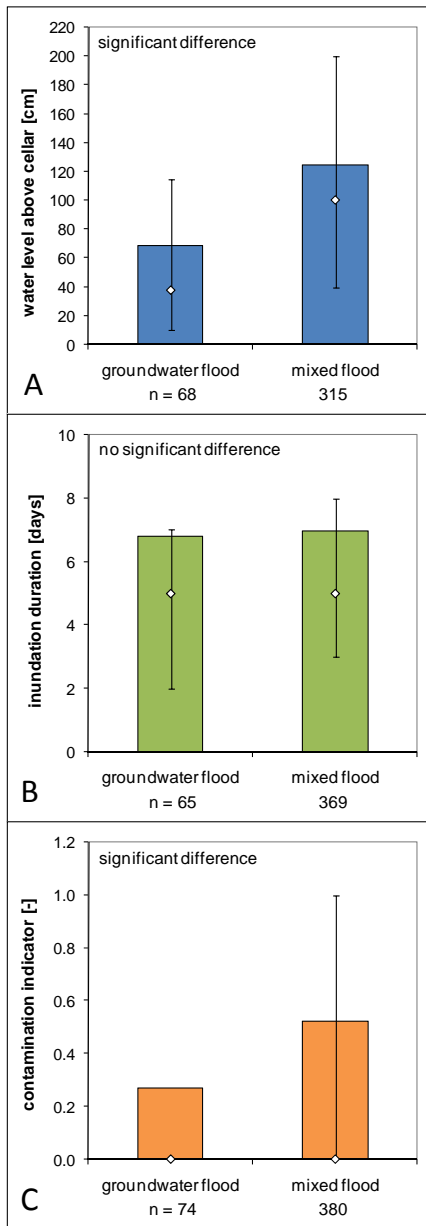 significant difference
water level above cellar [cm]
220
200
180
160
140
120
100
80
60
40
20
0
groundwater flood mixed flood
n = 68 315
A
no significant difference
inundation duration [days]
10
8
6
4
2
0
groundwater flood mixed flood
n = 65 369
B
significant difference
contamination indicator [-]
1.2
1.0
0.8
0.6
0.4
0.2
0.0
groundwater flood mixed flood
n = 74 380
C